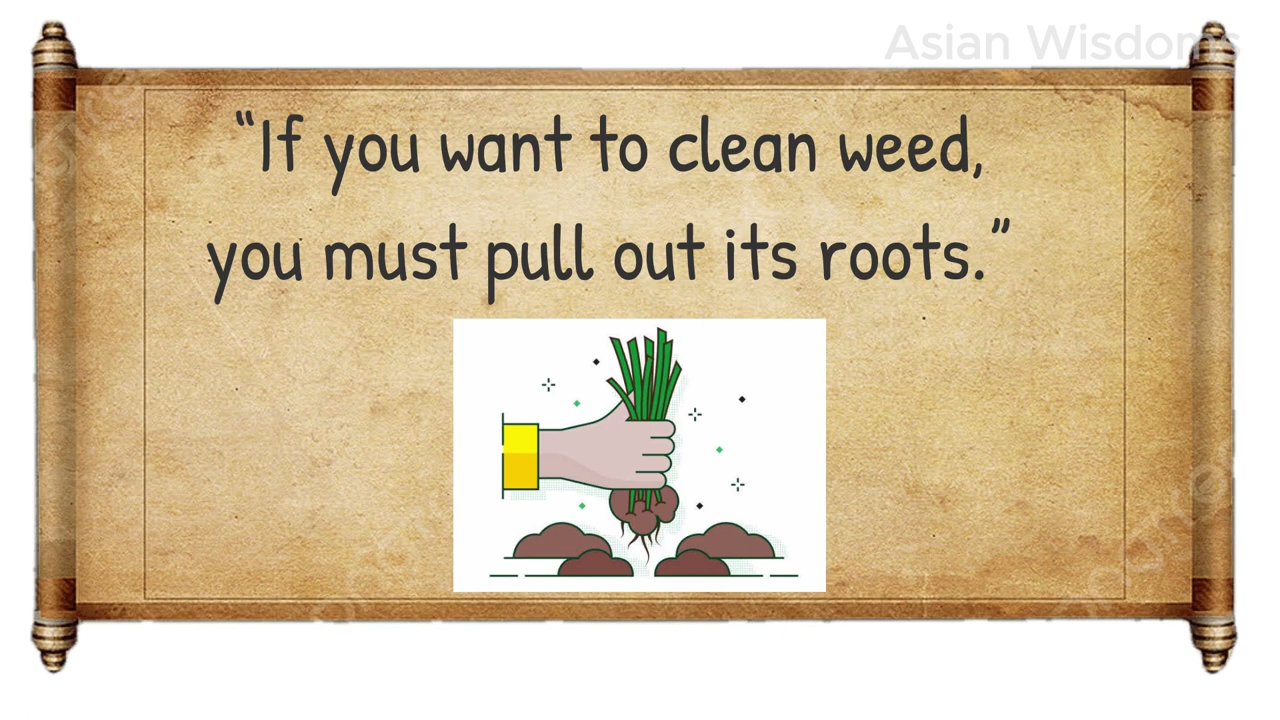 Asian Wisdoms
“If you want to clean weed,
you must pull out its roots.”